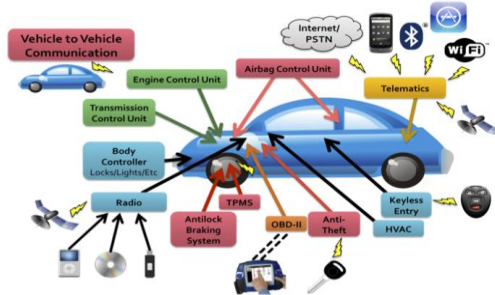 Vehicle to Vehicle
Communication
Internet/
PSTN
Bluetooth®
WiFi
Engine Control Unit
Airbag Control Unit
Telematics
Transmission
Control Unit
Body
Controller
Locks/Lights/Etc
Radio
TPMS
Antilock
Braking
System
OBD-II
Anti-
Theft
HVAC
Keyless
Entry